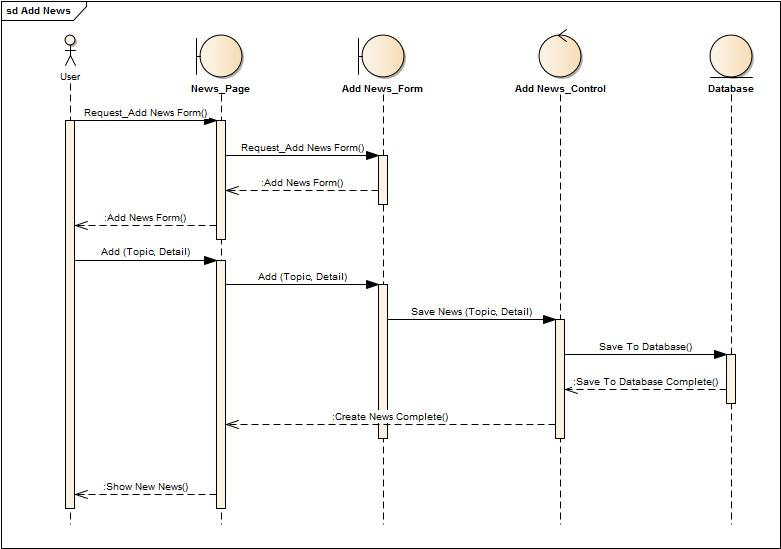 sd Add News
User
News_Page
Add News_Form
Add News_Control
Database
Request_Add News Form()
Request_Add News Form()
:Add News Form()
:Add News Form()
Add (Topic, Detail)
Add (Topic, Detail)
Save News (Topic, Detail)
Save To Database()
:Save To Database Complete()
:Create News Complete()
:Show New News()